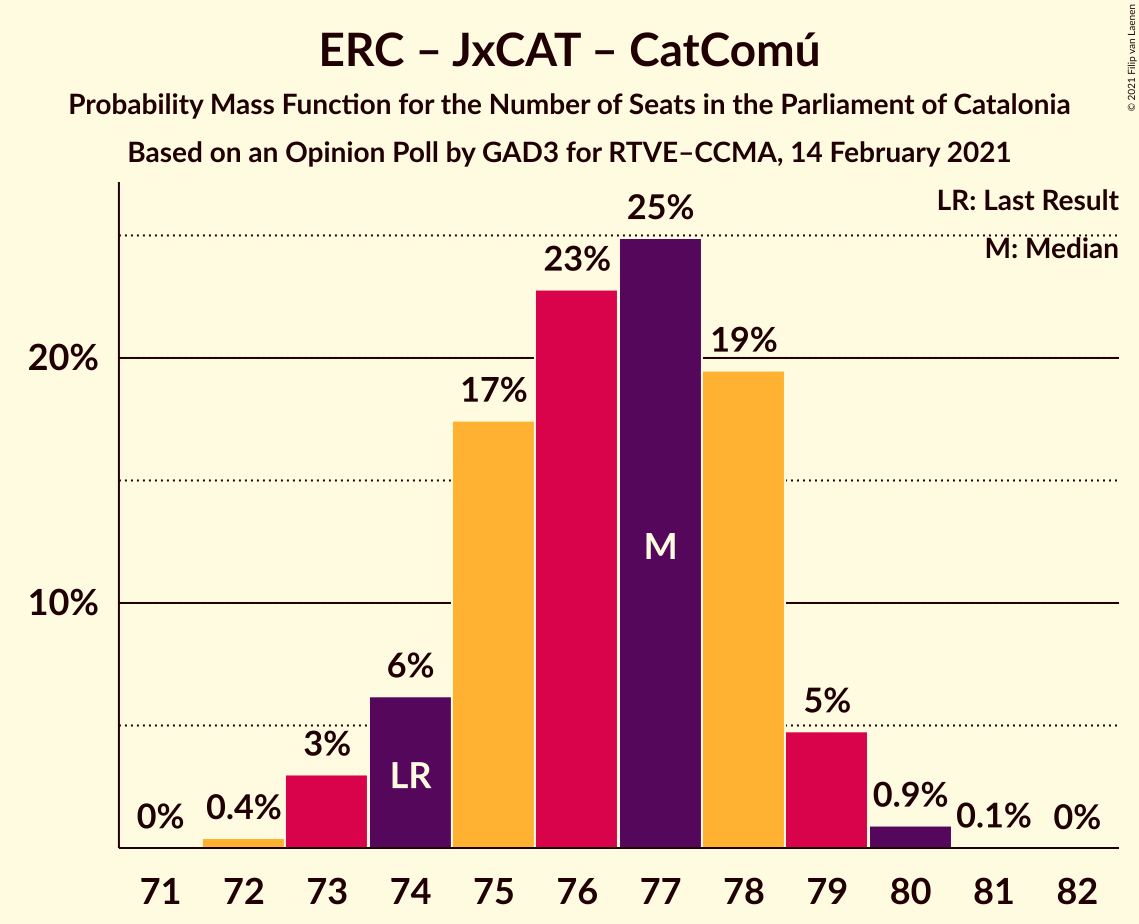 ERC – JxCAT – CatComú
Probability Mass Function for the Number of Seats in the Parliament of Catalonia
Based on an Opinion Poll by GAD3 for RTVE–CCMA, 14 February 2021
© 2021 Filip van Laenen
LR: Last Result
M: Median
25%
23%
20%
19%
17%
M
10%
6%
5%
3%
LR
0%
0.4%
0.9%
0.1%
0%
71 72 73 74 75 76 77 78 79 80 81 82